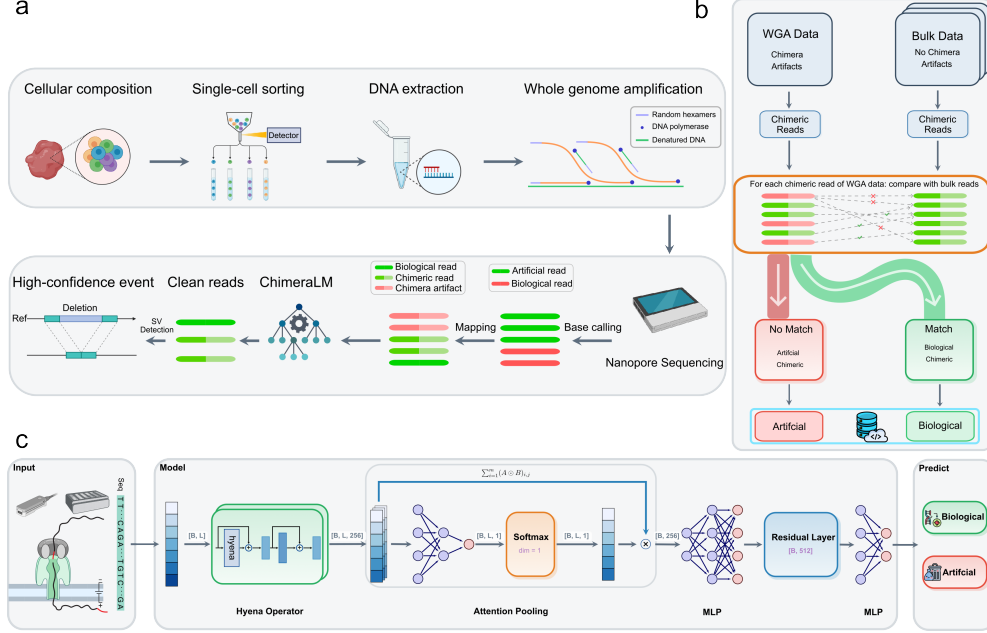 a
Cellular composition
Single-cell sorting
DNA extraction
Whole genome amplification
Detector
Random hexamers
DNA polymerase
Denatured DNA
High-confidence event
Clean reads
ChimeraLM
Biological read
Chimeric read
Chimera artifact
Artificial read
Biological read
Ref
Deletion
SV
Detection
Mapping
Base calling
Nanopore Sequencing
b
WGA Data
Chimera
Artifacts
Bulk Data
No Chimera
Artifacts
Chimeric
Reads
Chimeric
Reads
For each chimeric read of WGA data: compare with bulk reads
No Match
Artifcial
Chimeric
Match
Biological
Chimeric
Artifcial
Biological
c
Input
Seq
TT···CAGA···TGTC···GA
Model
[B, L]
hyena
Hyena Operator
[B, L, 256]
∑ᵢ₌₁ᵐ(A ⊙ B)ᵢ,ⱼ
[B, L, 1]
Softmax
dim = 1
[B, L, 1]
Attention Pooling
[B, 256]
MLP
Residual Layer
[B, 512]
MLP
Predict
Biological
Artifcial